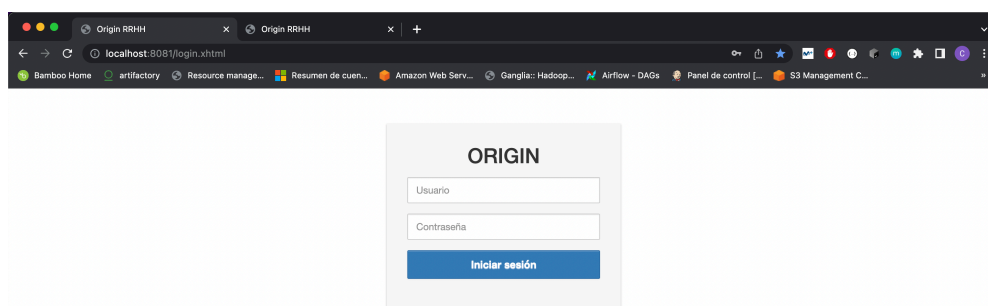 Origin RRHH Origin RRHH
localhost:8081/login.xhtml
Bamboo Home artifactory Resource manage... Resumen de cuen... Amazon Web Serv... Ganglia:: Hadoop... Airflow - DAGs Panel de control [... S3 Management C... »
ORIGIN
Usuario
Contraseña
Iniciar sesión